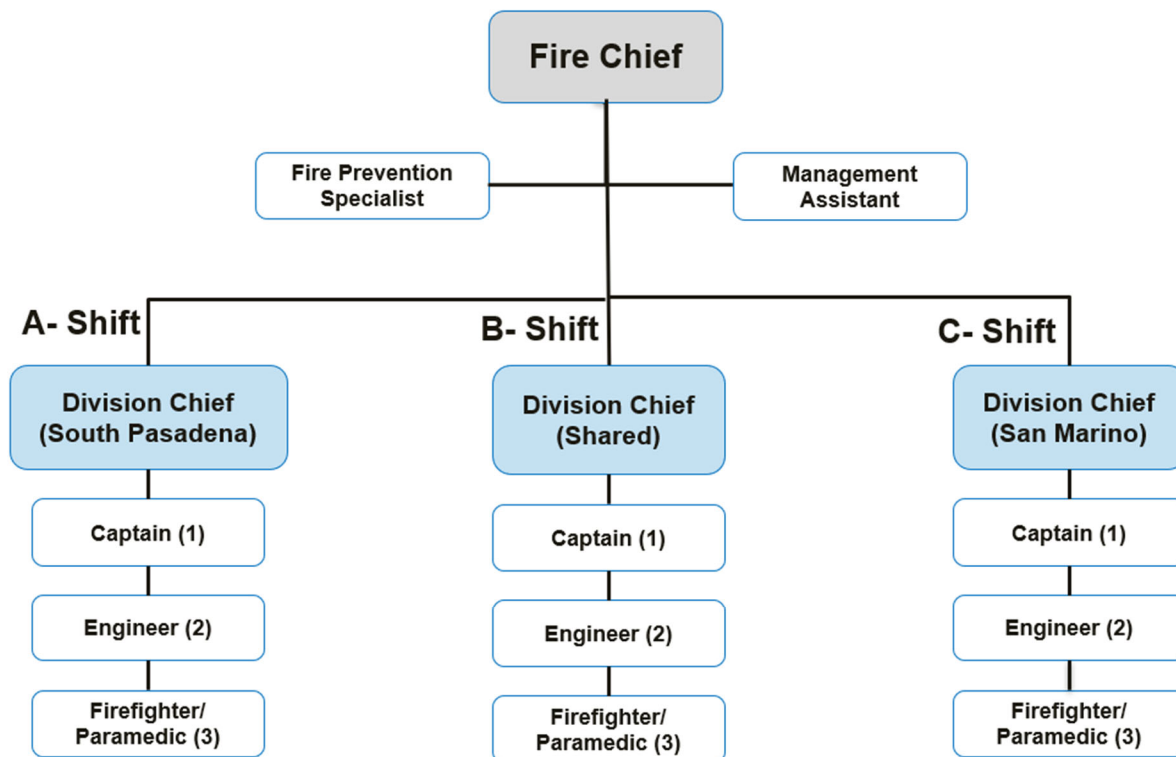 Fire Chief
Fire Prevention
Specialist
Management
Assistant
A- Shift
B- Shift
C- Shift
Division Chief
(South Pasadena)
Division Chief
(Shared)
Division Chief
(San Marino)
Captain (1)
Captain (1)
Captain (1)
Engineer (2)
Engineer (2)
Engineer (2)
Firefighter/
Paramedic (3)
Firefighter/
Paramedic (3)
Firefighter/
Paramedic (3)